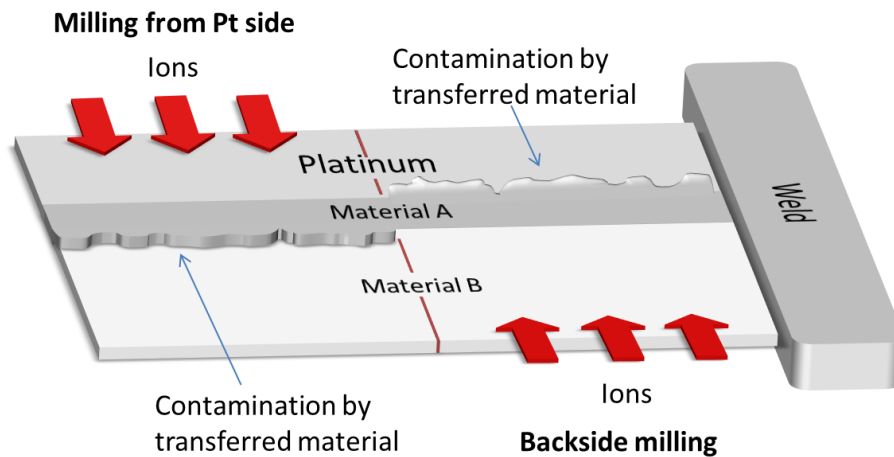 Milling from Pt side
Ions
Contamination by
transferred material
Platinum
Material A
Weld
Material B
Ions
Contamination by
transferred material
Backside milling